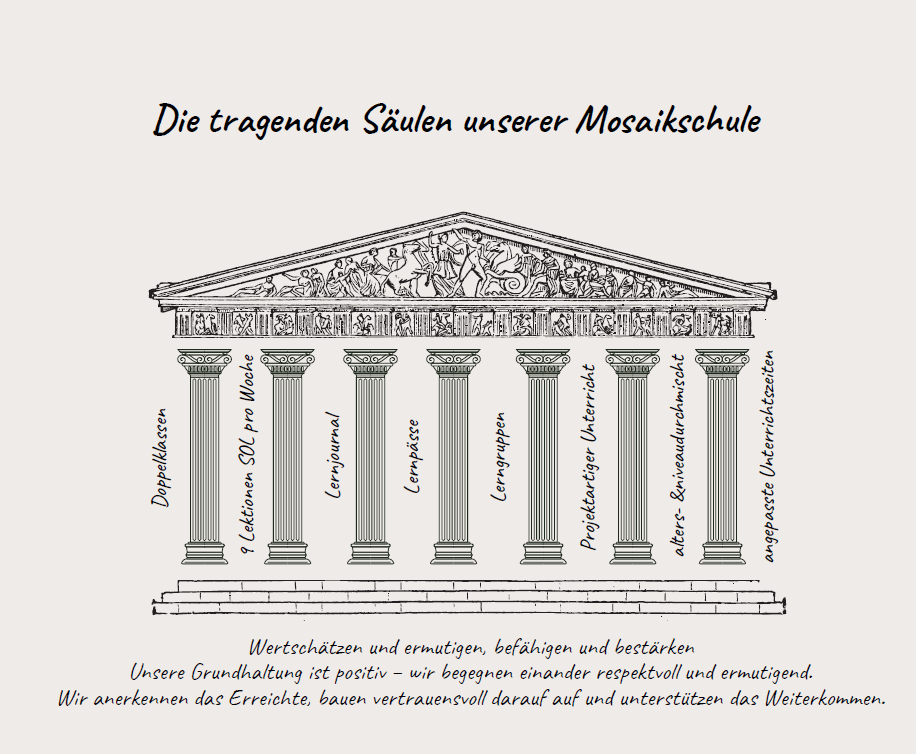 Die tragenden Säulen unserer Mosaikschule
Doppelklassen
9 Lektionen SOL pro Woche
Lernjournal
Lernpässe
Lerngruppen
Projektartiger Unterricht
alters- &niveaudurchmischt
angepasste Unterrichtszeiten
Wertschätzen und ermutigen, befähigen und bestärken
Unsere Grundhaltung ist positiv – wir begegnen einander respektvoll und ermutigend.
Wir anerkennen das Erreichte, bauen vertrauensvoll darauf auf und unterstützen das Weiterkommen.